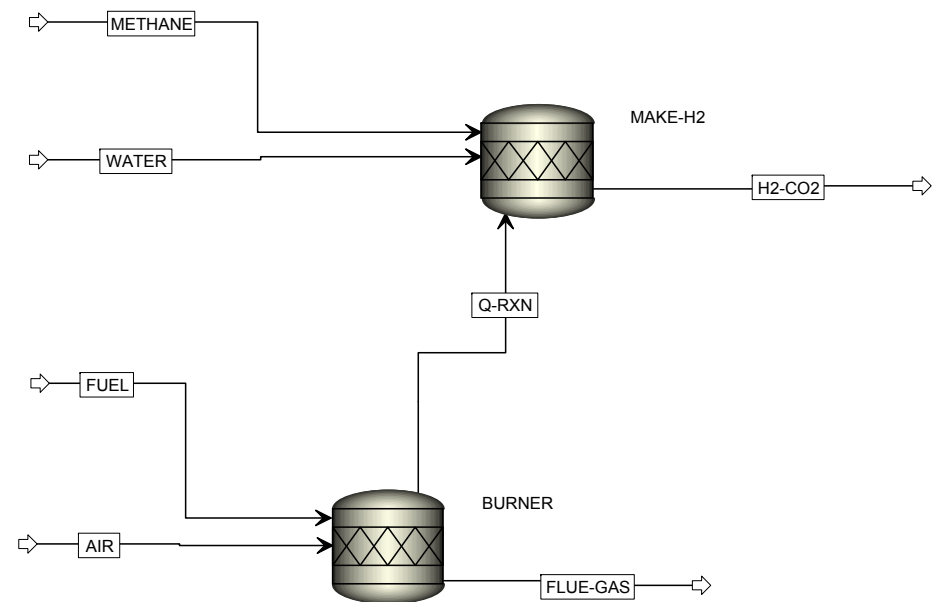 METHANE
MAKE-H2
WATER
H2-CO2
Q-RXN
FUEL
BURNER
AIR
FLUE-GAS